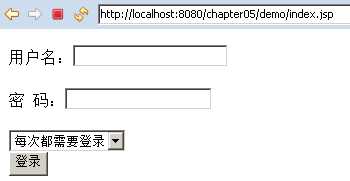 http://localhost:8080/chapter05/demo/index.jsp
用户名:
密 码:
每次都需要登录
登录